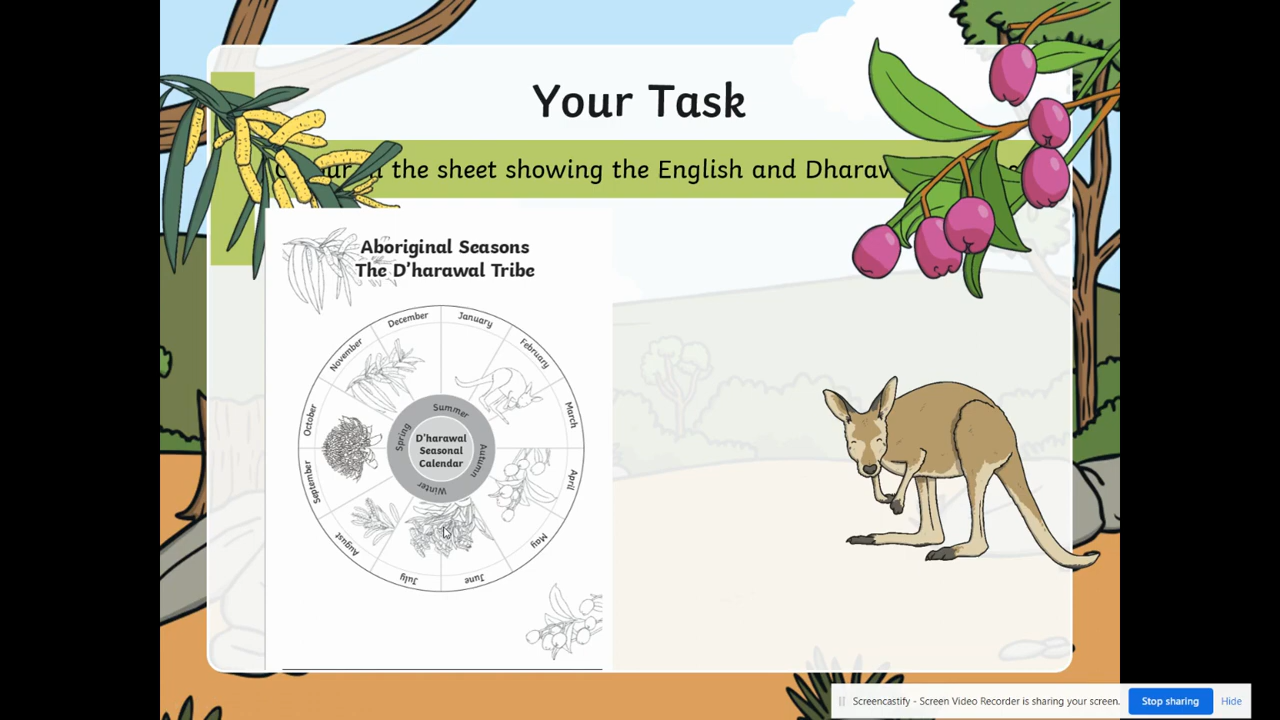 Your Task
the sheet showing the English and
Aboriginal Seasons
The D'harawal Tribe
December
January
November
February
October
March
Summer
Spring
Autumn
Winter
D'harawal
Seasonal
Calendar
September
April
August
May
July
June
Screencastify - Screen Video Recorder is sharing your screen.
Stop sharing
Hide